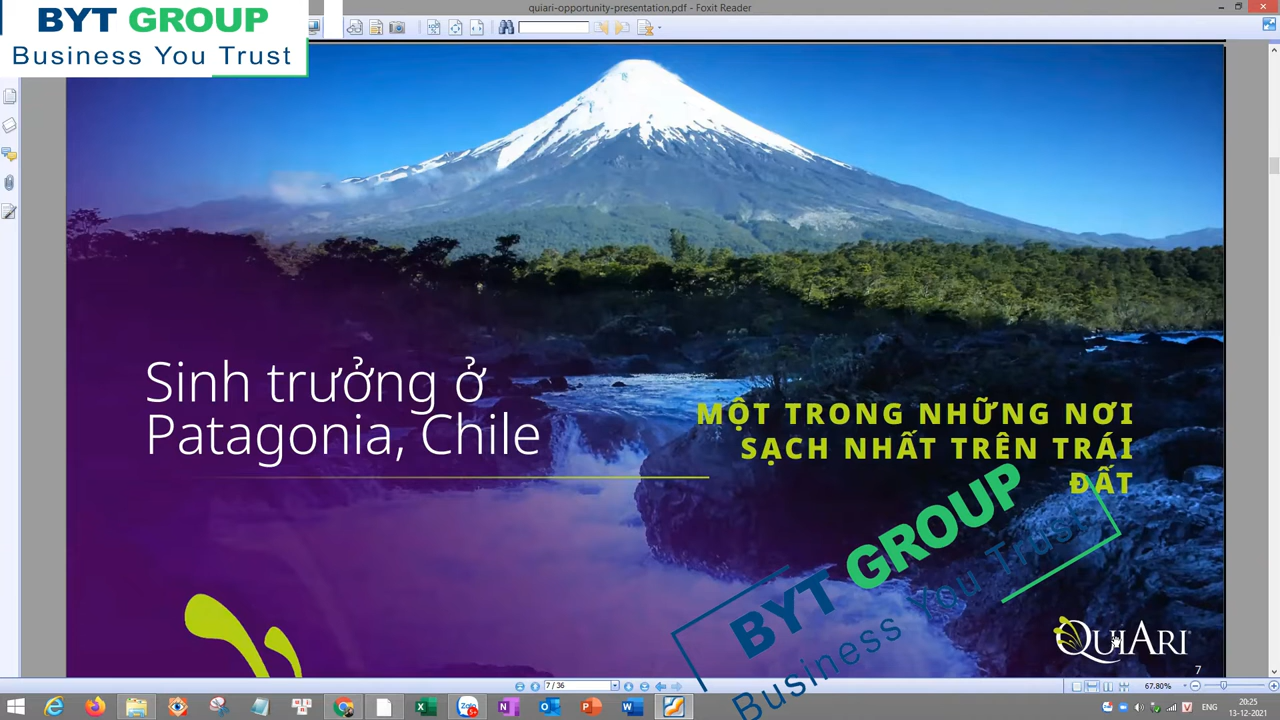 quiari-opportunity-presentation.pdf - Foxit Reader
BYT GROUP
Business You Trust
Sinh trưởng ở
Patagonia, Chile
MỘT TRONG NHỮNG NƠI
SẠCH NHẤT TRÊN TRÁI
ĐẤT
BYT GROUP
Business You Trust
QUIARI
7
7 / 36
67.80%
Zalo
ENG
20:25
13-12-2021